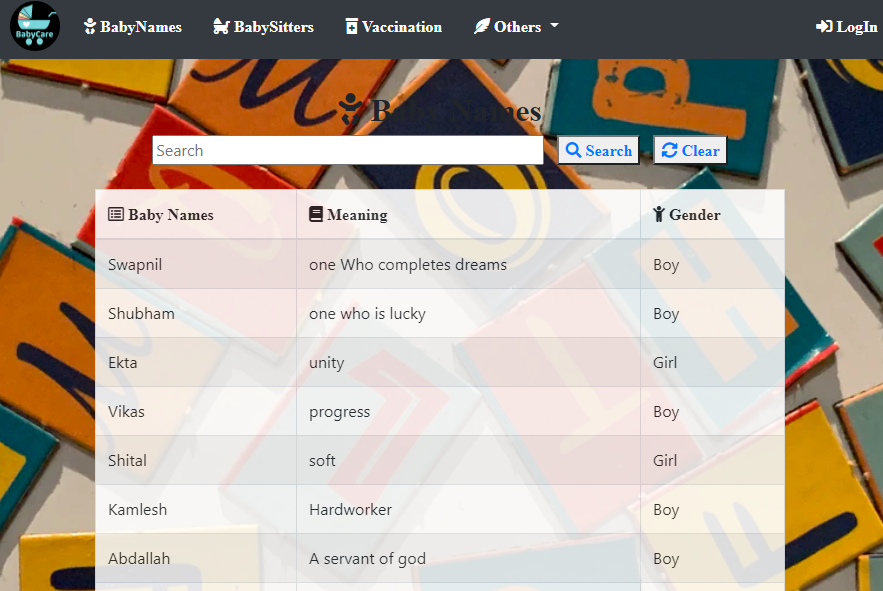 BabyCare
BabyNames BabySitters Vaccination Others LogIn
Baby Names
Search Search Clear
Baby Names Meaning Gender
Swapnil one Who completes dreams Boy
Shubham one who is lucky Boy
Ekta unity Girl
Vikas progress Boy
Shital soft Girl
Kamlesh Hardworker Boy
Abdallah A servant of god Boy